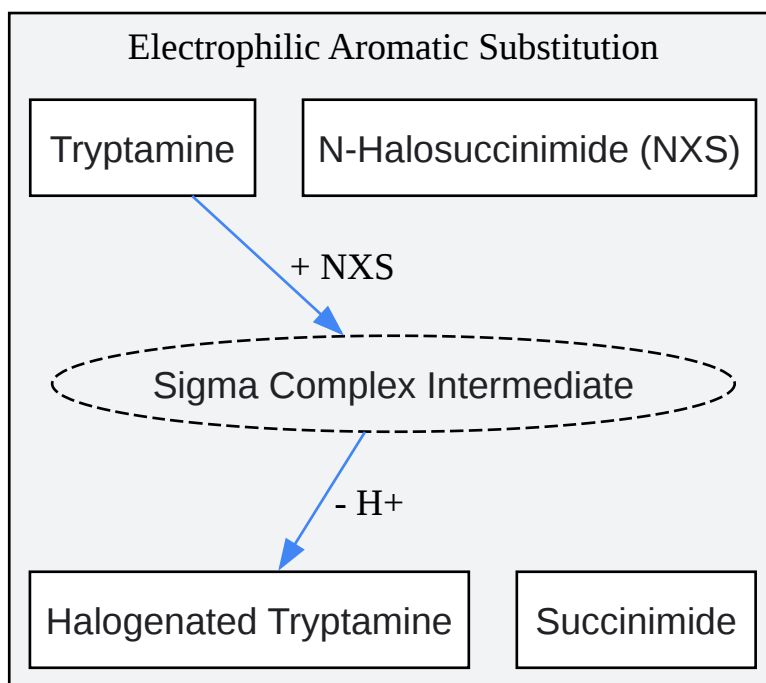 Electrophilic Aromatic Substitution
Tryptamine
N-Halosuccinimide (NXS)
+ NXS
Sigma Complex Intermediate
- H+
Halogenated Tryptamine
Succinimide